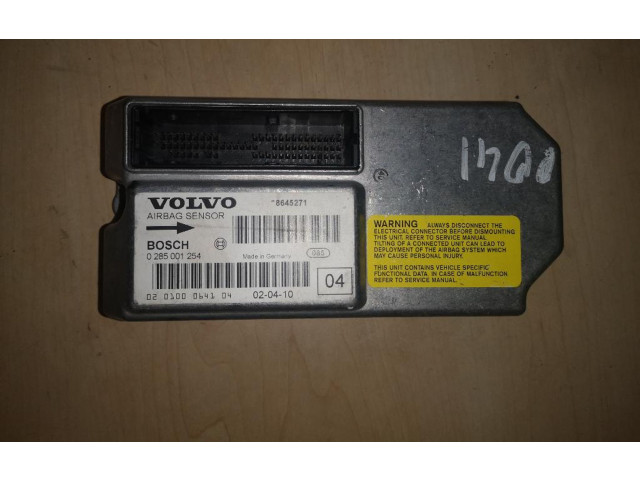 VOLVO
8645271
AIRBAG SENSOR
BOSCH
0 285 001 254
Made in Germany
02 0100 0641 04
02-04-10
04
WARNING ALWAYS DISCONNECT THE
ELECTRICAL CONNECTOR BEFORE DISMOUNTING
THIS UNIT. REFER TO SERVICE MANUAL.
TILTING OF A CONNECTED UNIT CAN LEAD TO
DEPLOYMENT OF THE AIRBAG SYSTEM WHICH
MAY CAUSE PERSONAL INJURY.
THIS UNIT CONTAINS VEHICLE SPECIFIC
FUNCTIONAL DATA. IN CASE OF MALFUNCTION
REFER TO SERVICE MANUAL.